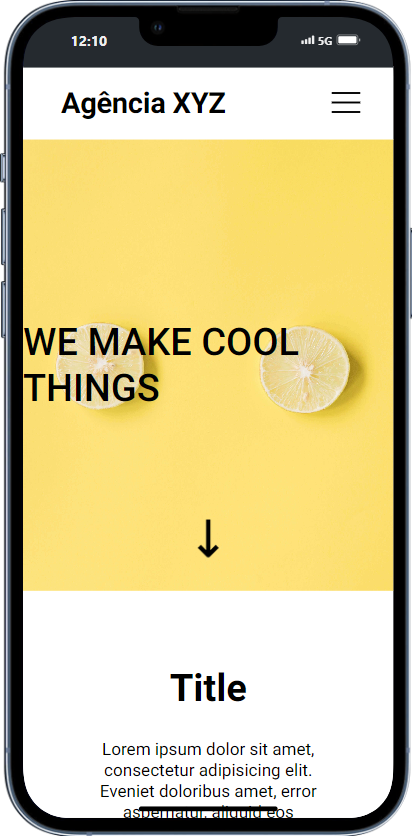 12:10 5G
Agência XYZ
WE MAKE COOL
THINGS
Title
Lorem ipsum dolor sit amet,
consectetur adipisicing elit.
Eveniet doloribus amet, error
aspernatur, aliquid eos